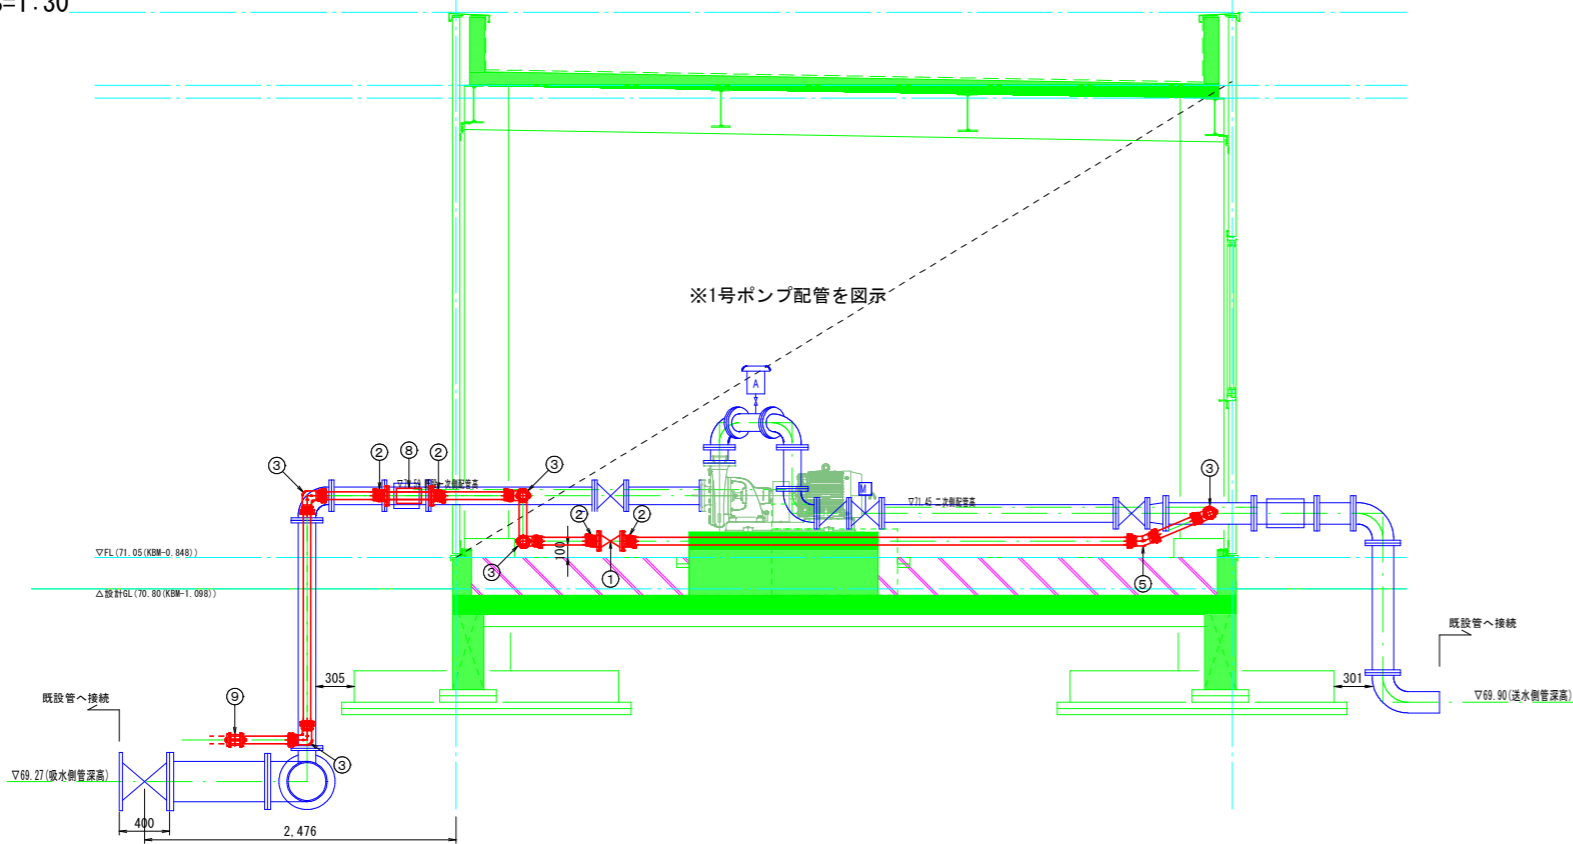 S=1:30
※1号ポンプ配管を図示
A
M
③
②
⑧
②
③
▽71.45 二次側配管高
③
②
②
100
③
①
⑤
▽FL(71.05(KBM-0.848))
△設計GL(70.80(KBM-1.098))
既設管へ接続
305
301
既設管へ接続
⑨
▽69.90(送水側管深高)
③
▽69.27(吸水側管深高)
400
2,476